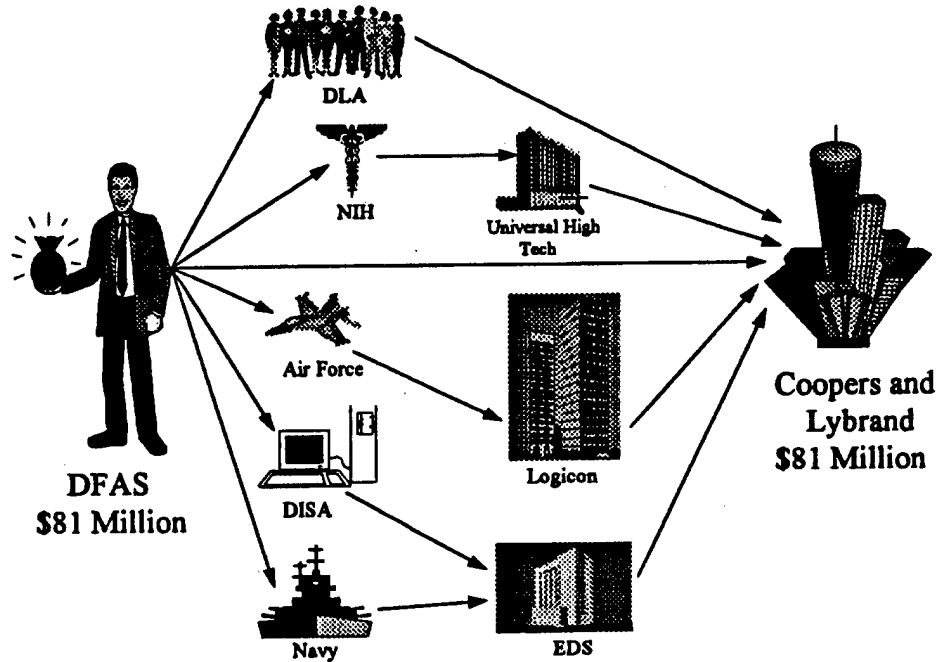 DLA
NIH
Universal High
Tech
Air Force
Coopers and
Lybrand
$81 Million
DFAS
$81 Million
Logicon
DISA
Navy
EDS